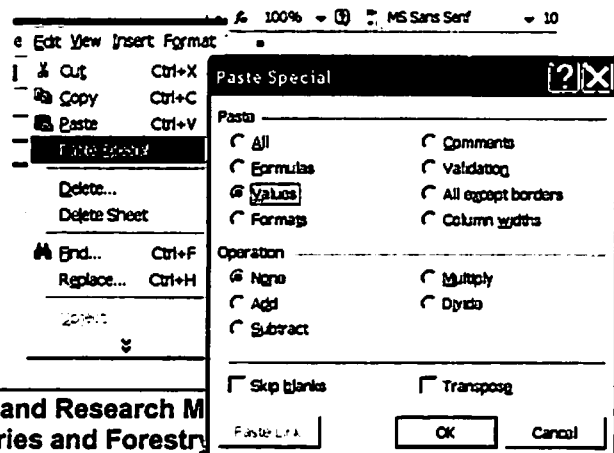 100% MS Sans Serif 10
e Edit View Insert Format
Cut Ctrl+X
Copy Ctrl+C
Paste Ctrl+V
Paste Special
Delete...
Delete Sheet
Find... Ctrl+F
Replace... Ctrl+H
Object
Paste Special
Paste
All
Formulas
Values
Formats
Comments
Validation
All except borders
Column widths
Operation
None
Add
Subtract
Multiply
Divide
Skip blanks
Transpose
Paste Link
OK
Cancel
and Research M
ries and Forestry